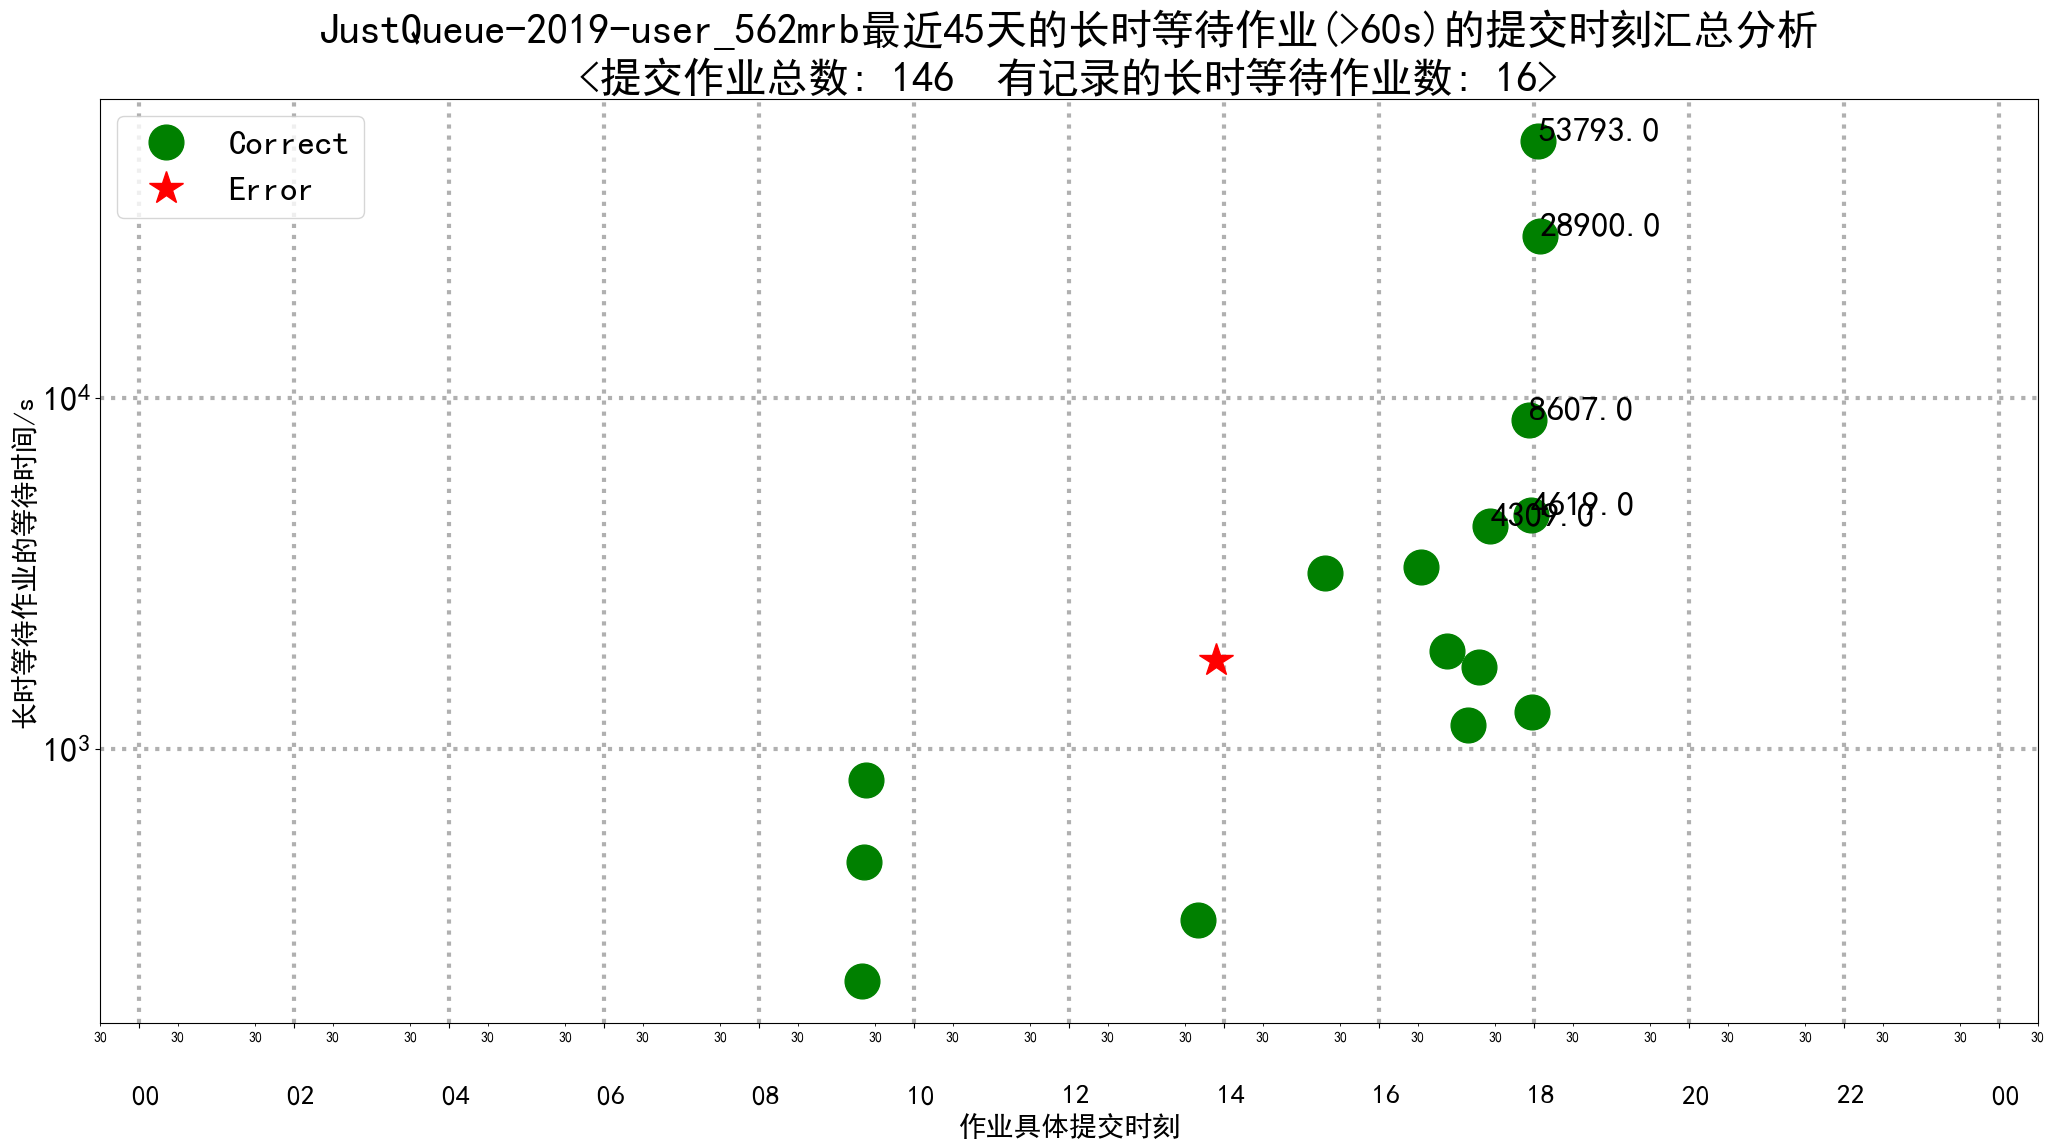 JustQueue-2019-user_562mrb最近45天的长时等待作业(>60s)的提交时刻汇总分析
<提交作业总数: 146  有记录的长时等待作业数: 16>
Correct
Error
53793.0
28900.0
8607.0
4619.0
4309.0
10⁴
10³
长时等待作业的等待时间/s
30 30 30 30 30 30 30 30 30 30 30 30 30 30 30 30 30 30 30 30 30 30 30 30 30 30
00 02 04 06 08 10 12 14 16 18 20 22 00
作业具体提交时刻